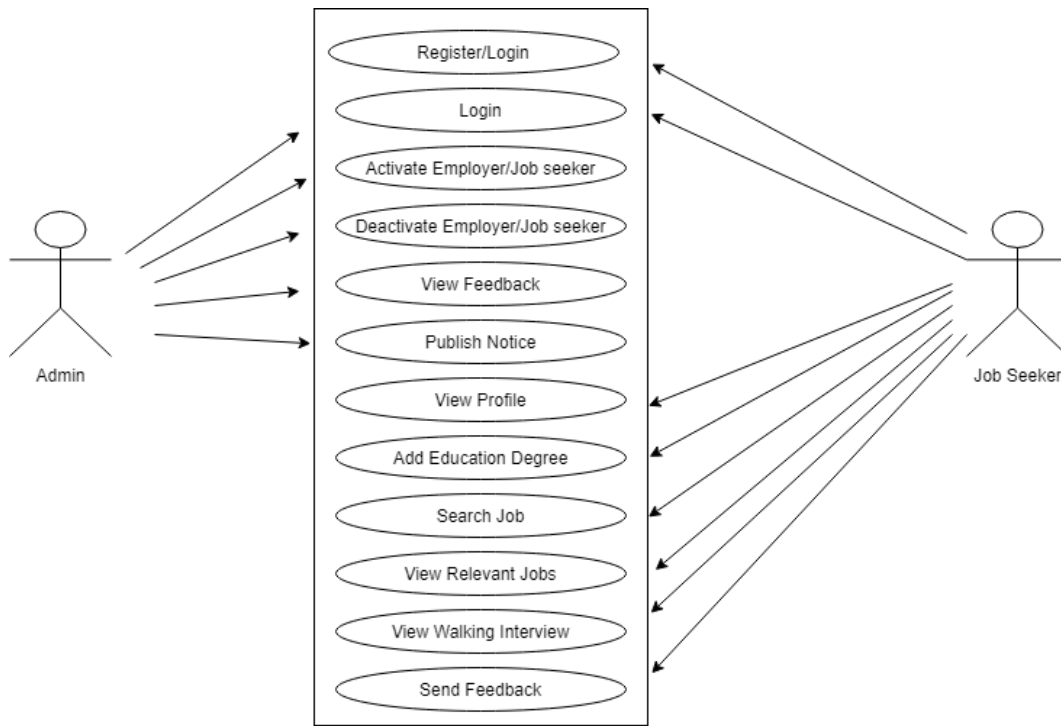 Register/Login
Login
Activate Employer/Job seeker
Deactivate Employer/Job seeker
View Feedback
Publish Notice
Admin
Job Seeker
View Profile
Add Education Degree
Search Job
View Relevant Jobs
View Walking Interview
Send Feedback